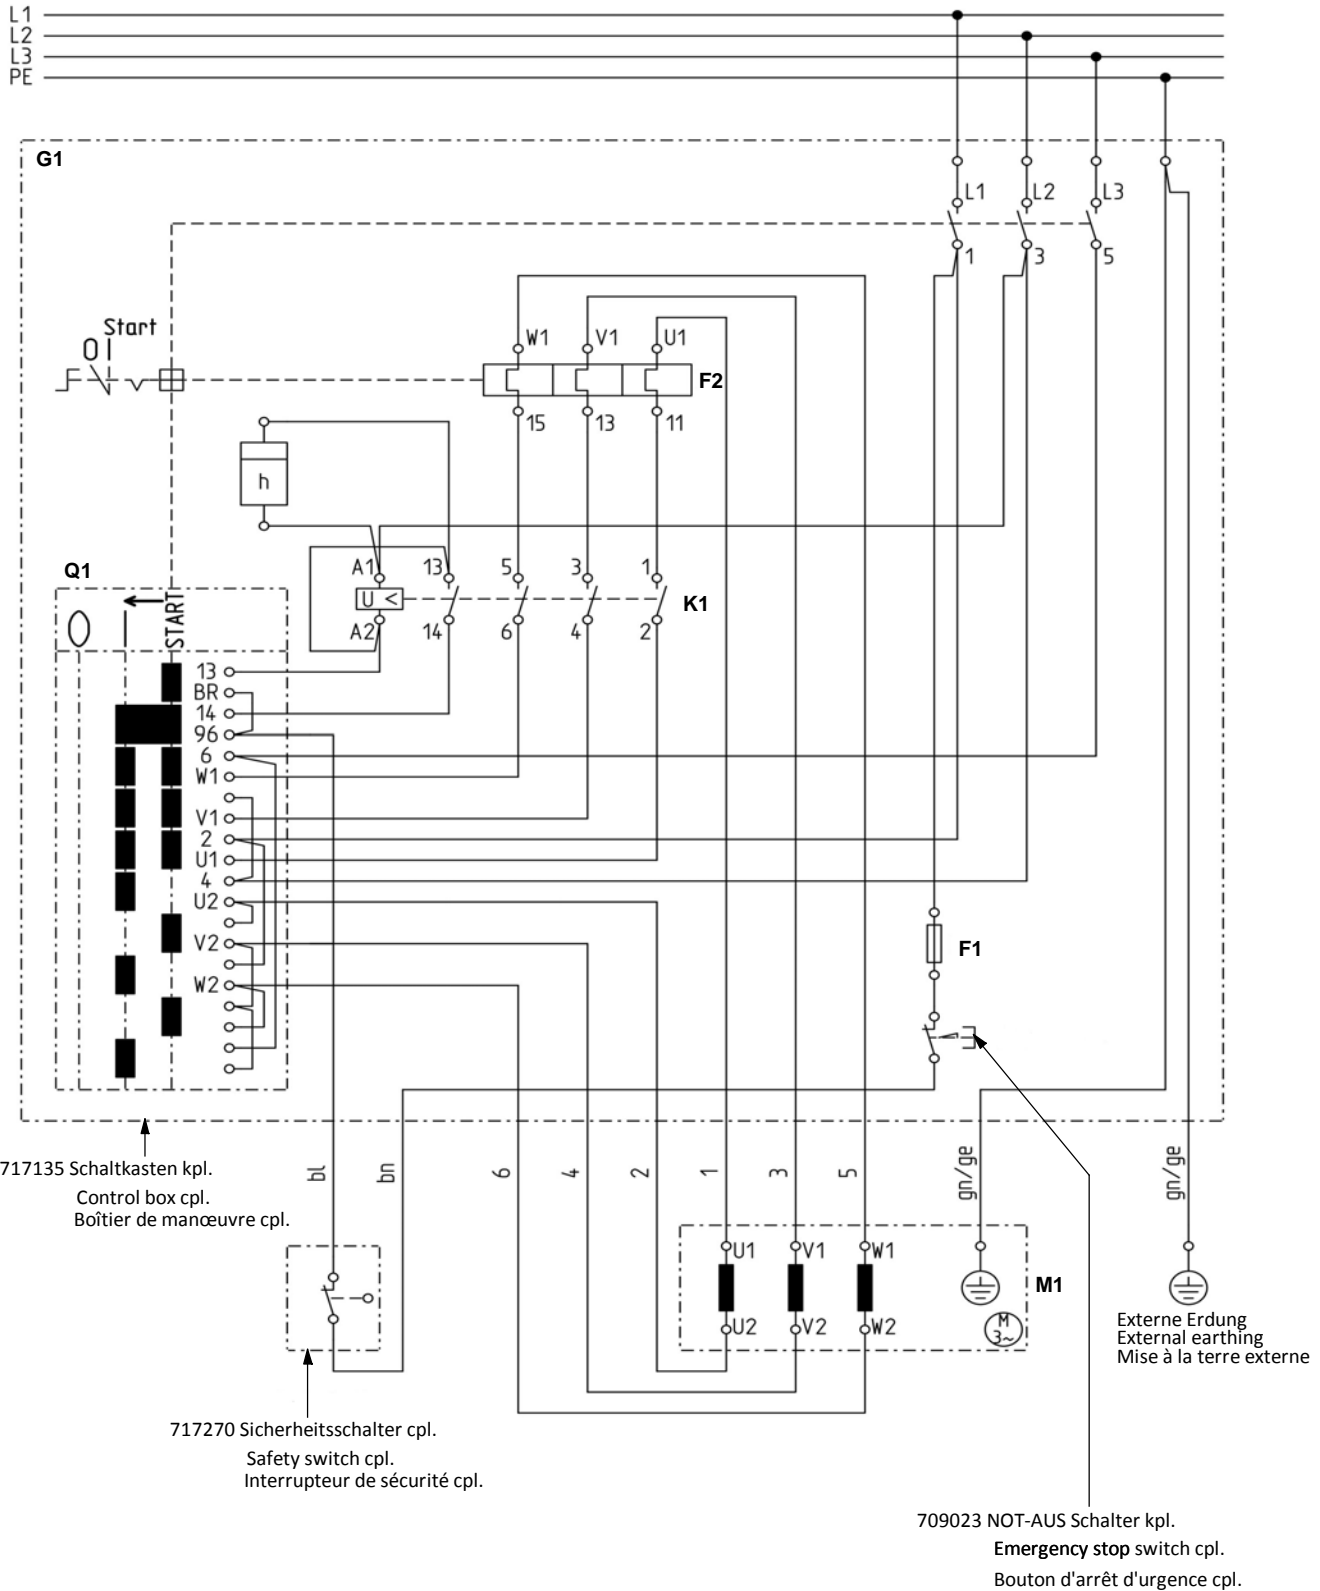 L1
L2
L3
PE
G1
L1
L2
L3
1
3
5
Start
0
W1
V1
U1
F2
15
13
11
h
A1
13
5
3
1
U <
K1
A2
14
6
4
2
Q1
0
START
13
BR
14
96
6
W1
V1
2
U1
4
U2
V2
W2
F1
717135 Schaltkasten kpl.
Control box cpl.
Boîtier de manœuvre cpl.
bl
bn
6
4
2
1
3
5
gn/ge
gn/ge
U1
V1
W1
M1
U2
V2
W2
M
3~
Externe Erdung
External earthing
Mise à la terre externe
717270 Sicherheitsschalter cpl.
Safety switch cpl.
Interrupteur de sécurité cpl.
709023 NOT-AUS Schalter kpl.
Emergency stop switch cpl.
Bouton d'arrêt d'urgence cpl.